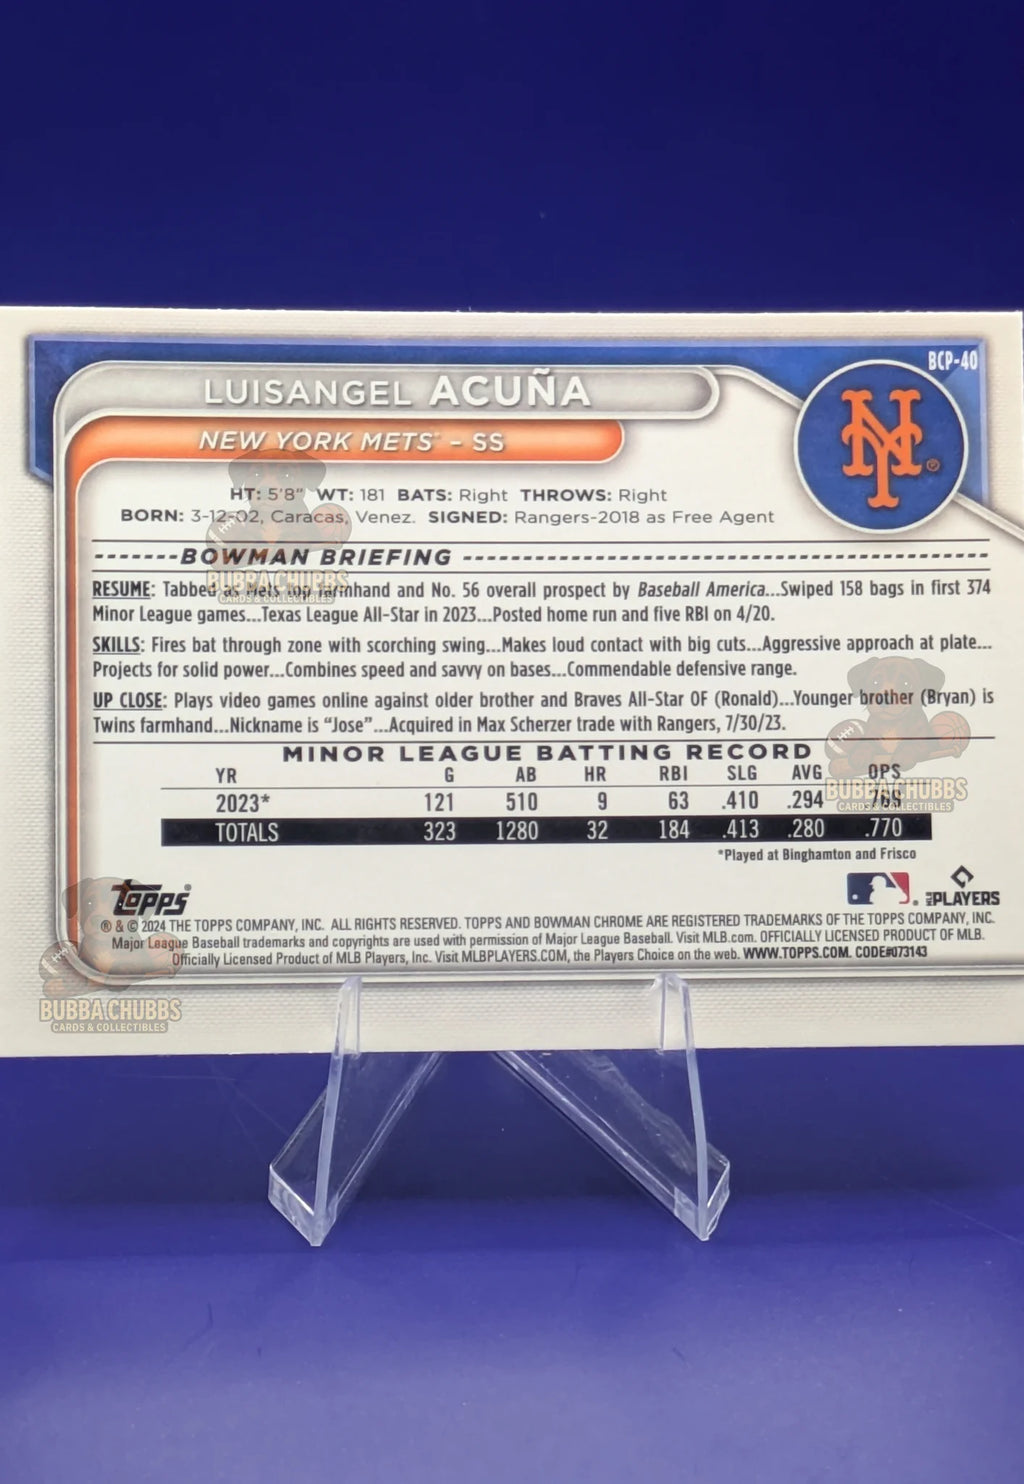 BCP-40
LUISANGEL ACUÑA
NEW YORK METS™ – SS
NY®
HT: 5'8" WT: 181 BATS: Right THROWS: Right
BORN: 3-12-02, Caracas, Venez. SIGNED: Rangers-2018 as Free Agent
BOWMAN BRIEFING
BUBBA CHUBBS
CARDS & COLLECTIBLES
RESUME: Tabbed as Mets top farmhand and No. 56 overall prospect by Baseball America...Swiped 158 bags in first 374
Minor League games...Texas League All-Star in 2023...Posted home run and five RBI on 4/20.
SKILLS: Fires bat through zone with scorching swing...Makes loud contact with big cuts...Aggressive approach at plate...
Projects for solid power...Combines speed and savvy on bases...Commendable defensive range.
UP CLOSE: Plays video games online against older brother and Braves All-Star OF (Ronald)...Younger brother (Bryan) is
Twins farmhand...Nickname is “Jose”...Acquired in Max Scherzer trade with Rangers, 7/30/23.
MINOR LEAGUE BATTING RECORD
YR G AB HR RBI SLG AVG OPS
2023* 121 510 9 63 .410 .294
BUBBA CHUBBS
CARDS & COLLECTIBLES
TOTALS 323 1280 32 184 .413 .280 .770
*Played at Binghamton and Frisco
Topps®
MLB PLAYERS
® & © 2024 THE TOPPS COMPANY, INC. ALL RIGHTS RESERVED. TOPPS AND BOWMAN CHROME ARE REGISTERED TRADEMARKS OF THE TOPPS COMPANY, INC.
Major League Baseball trademarks and copyrights are used with permission of Major League Baseball. Visit MLB.com. OFFICIALLY LICENSED PRODUCT OF MLB.
Officially Licensed Product of MLB Players, Inc. Visit MLBPLAYERS.COM, the Players Choice on the web. WWW.TOPPS.COM. CODE#073143
BUBBA CHUBBS
CARDS & COLLECTIBLES